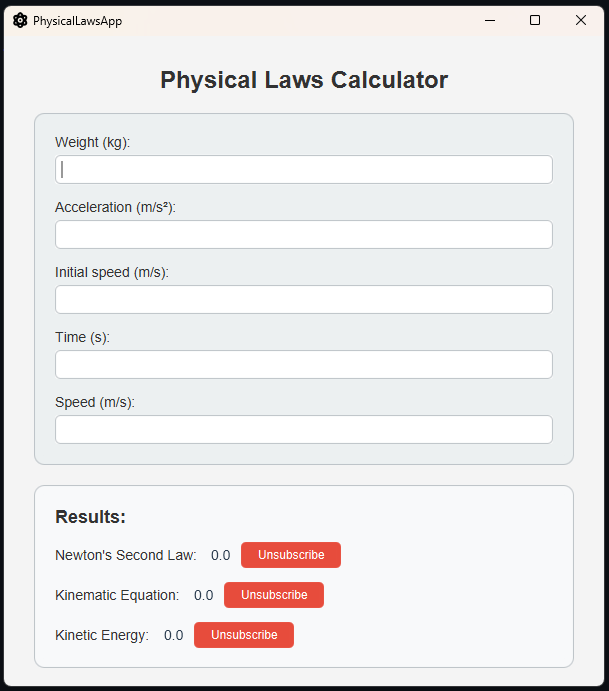 PhysicalLawsApp
Physical Laws Calculator
Weight (kg):
Acceleration (m/s²):
Initial speed (m/s):
Time (s):
Speed (m/s):
Results:
Newton's Second Law: 0.0 Unsubscribe
Kinematic Equation: 0.0 Unsubscribe
Kinetic Energy: 0.0 Unsubscribe